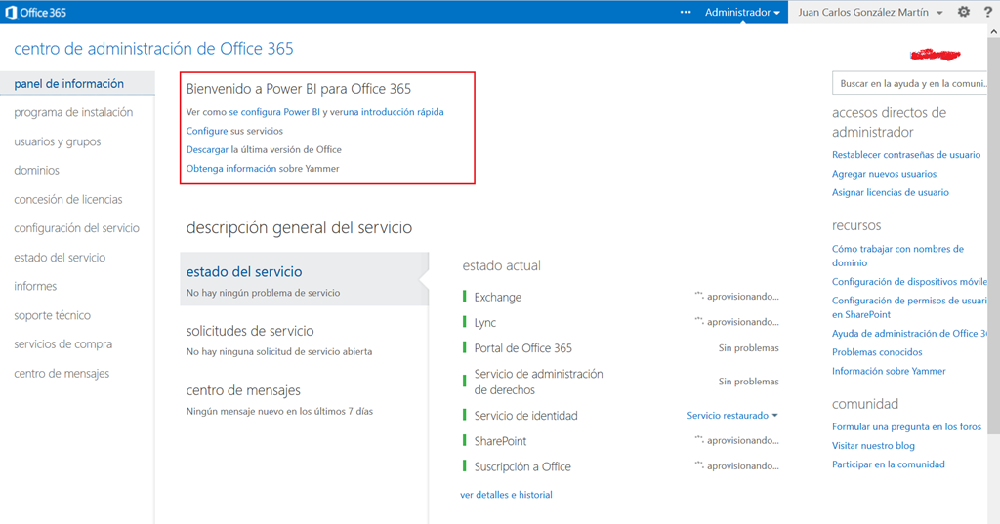 Office 365
··· Administrador Juan Carlos González Martín ?
centro de administración de Office 365
panel de información
programa de instalación
usuarios y grupos
dominios
concesión de licencias
configuración del servicio
estado del servicio
informes
soporte técnico
servicios de compra
centro de mensajes
Bienvenido a Power BI para Office 365
Ver como se configura Power BI y veruna introducción rápida
Configure sus servicios
Descargar la última versión de Office
Obtenga información sobre Yammer
descripción general del servicio
estado del servicio
No hay ningún problema de servicio
solicitudes de servicio
No hay ninguna solicitud de servicio abierta
centro de mensajes
Ningún mensaje nuevo en los últimos 7 días
estado actual
Exchange aprovisionando...
Lync aprovisionando...
Portal de Office 365 Sin problemas
Servicio de administración
de derechos Sin problemas
Servicio de identidad Servicio restaurado
SharePoint aprovisionando...
Suscripción a Office aprovisionando...
ver detalles e historial
Buscar en la ayuda y en la comuni...
accesos directos de
administrador
Restablecer contraseñas de usuario
Agregar nuevos usuarios
Asignar licencias de usuario
recursos
Cómo trabajar con nombres de
dominio
Configuración de dispositivos móvile
Configuración de permisos de usuari
en SharePoint
Ayuda de administración de Office 36
Problemas conocidos
Información sobre Yammer
comunidad
Formular una pregunta en los foros
Visitar nuestro blog
Participar en la comunidad